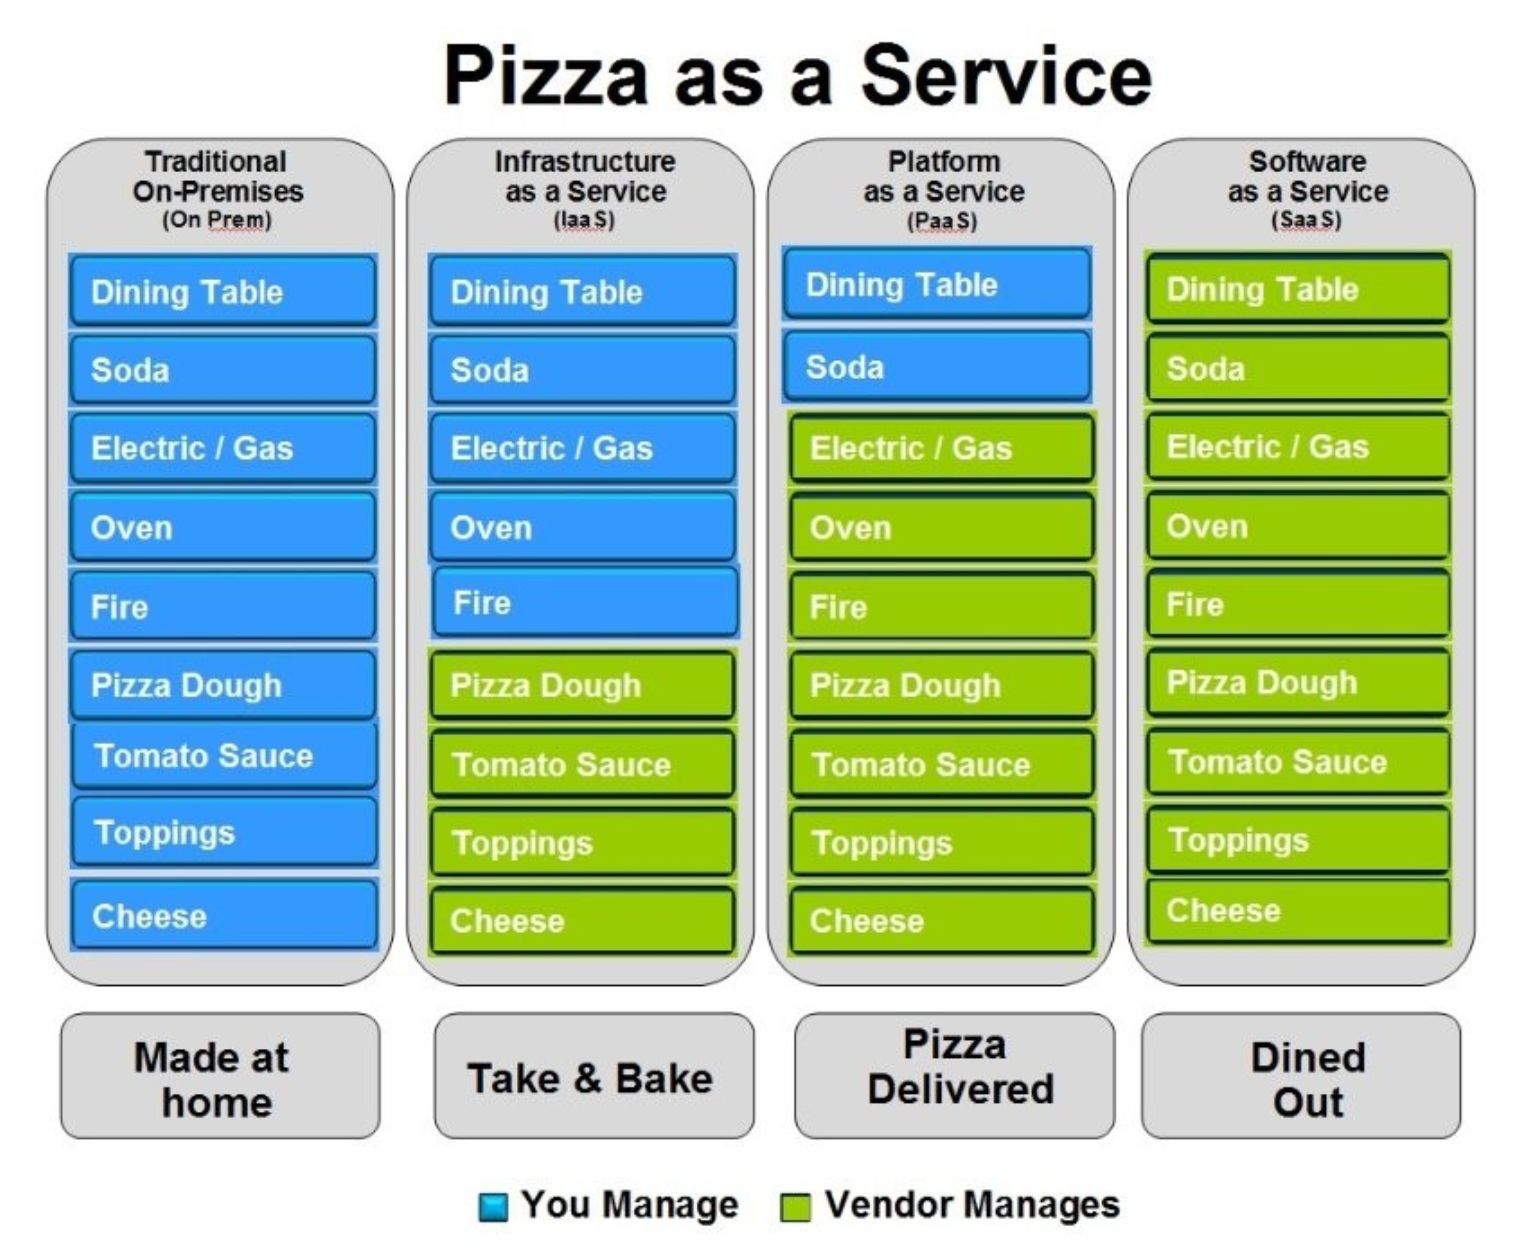 Pizza as a Service
Traditional
On-Premises
(On Prem)
Dining Table
Soda
Electric / Gas
Oven
Fire
Pizza Dough
Tomato Sauce
Toppings
Cheese
Made at
home
Infrastructure
as a Service
(IaaS)
Dining Table
Soda
Electric / Gas
Oven
Fire
Pizza Dough
Tomato Sauce
Toppings
Cheese
Take & Bake
Platform
as a Service
(PaaS)
Dining Table
Soda
Electric / Gas
Oven
Fire
Pizza Dough
Tomato Sauce
Toppings
Cheese
Pizza
Delivered
Software
as a Service
(SaaS)
Dining Table
Soda
Electric / Gas
Oven
Fire
Pizza Dough
Tomato Sauce
Toppings
Cheese
Dined
Out
You Manage
Vendor Manages